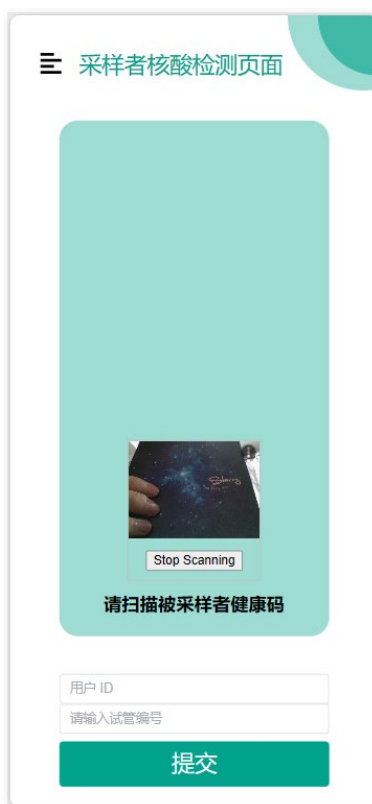 采样者核酸检测页面
Starry
Stop Scanning
请扫描被采样者健康码
用户 ID
请输入试管编号
提交